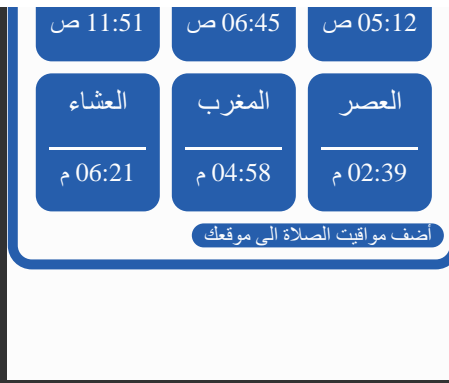 05:12 ص 06:45 ص 11:51 ص
العصر المغرب العشاء
02:39 م 04:58 م 06:21 م
أضف مواقيت الصلاة الى موقعك